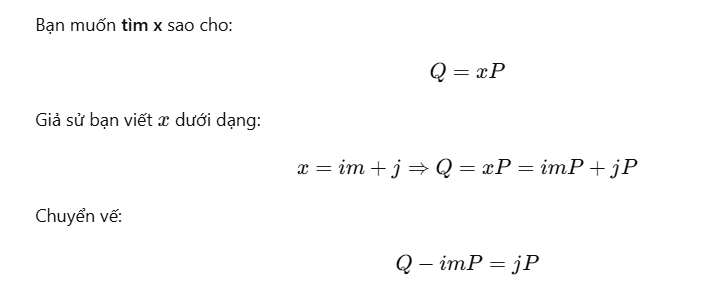 Bạn muốn tìm x sao cho:
Q = xP
Giả sử bạn viết x dưới dạng:
x = im + j ⇒ Q = xP = imP + jP
Chuyển vế:
Q − imP = jP